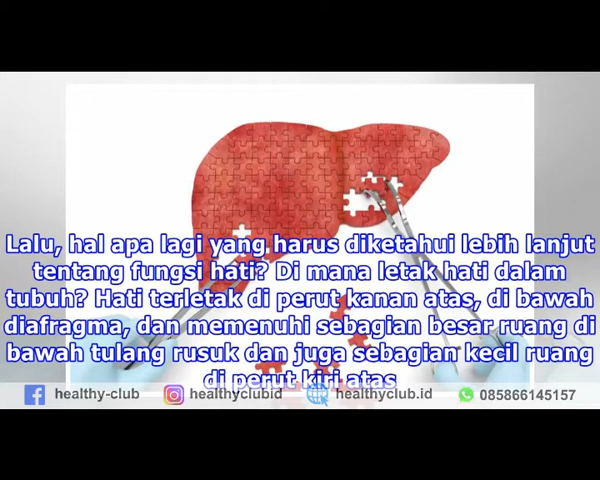 Lalu, hal apa lagi yang harus diketahui lebih lanjut
tentang fungsi hati? Di mana letak hati dalam
tubuh? Hati terletak di perut kanan atas, di bawah
diafragma, dan memenuhi sebagian besar ruang di
bawah tulang rusuk dan juga sebagian kecil ruang
di perut kiri atas
healthy-club healthyclubid healthyclub.id 085866145157